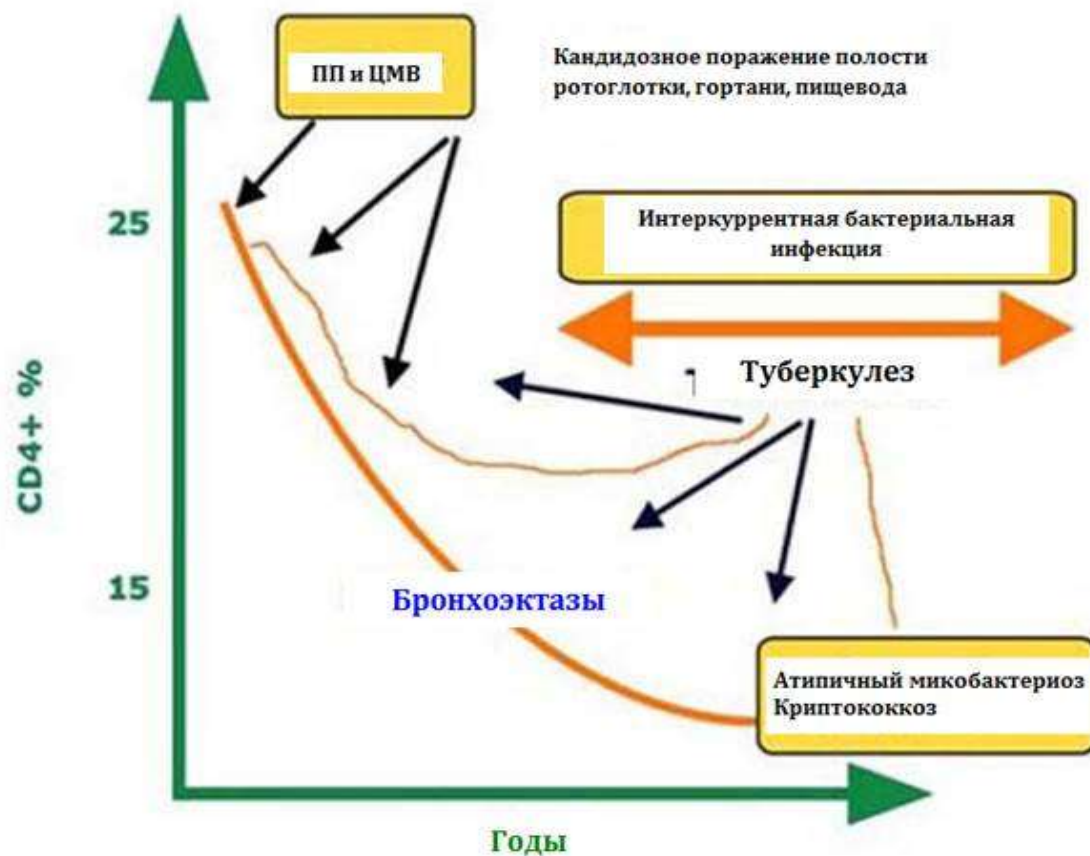 ПП и ЦМВ
Кандидозное поражение полости
ротоглотки, гортани, пищевода
25
Интеркуррентная бактериальная
инфекция
Туберкулез
CD4+ %
15
Бронхоэктазы
Атипичный микобактериоз
Криптококкоз
Годы